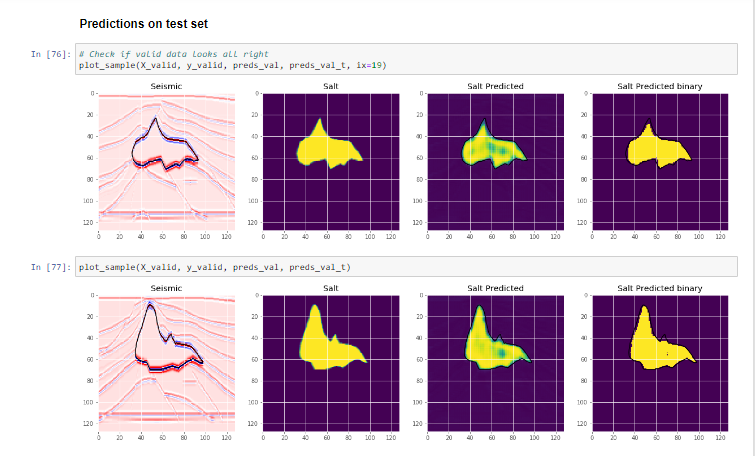 Predictions on test set
In [76]: # Check if valid data looks all right
plot_sample(X_valid, y_valid, preds_val, preds_val_t, ix=19)
Seismic Salt Salt Predicted Salt Predicted binary
0 0 0 0
20 20 20 20
40 40 40 40
60 60 60 60
80 80 80 80
100 100 100 100
120 120 120 120
0 20 40 60 80 100 120 0 20 40 60 80 100 120 0 20 40 60 80 100 120 0 20 40 60 80 100 120
In [77]: plot_sample(X_valid, y_valid, preds_val, preds_val_t)
Seismic Salt Salt Predicted Salt Predicted binary
0 0 0 0
20 20 20 20
40 40 40 40
60 60 60 60
80 80 80 80
100 100 100 100
120 120 120 120
0 20 40 60 80 100 120 0 20 40 60 80 100 120 0 20 40 60 80 100 120 0 20 40 60 80 100 120